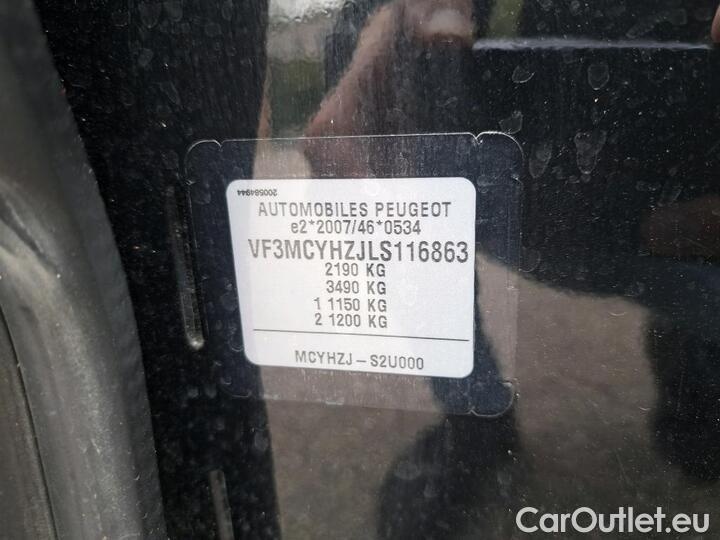 200584944
AUTOMOBILES PEUGEOT
e2*2007/46*0534
VF3MCYHZJLS116863
2190 KG
3490 KG
1 1150 KG
2 1200 KG
MCYHZJ – S2U000
CarOutlet.eu